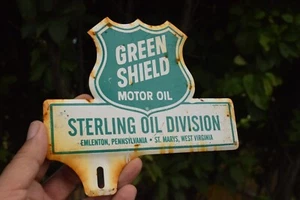 GREEN
SHIELD
MOTOR OIL
STERLING OIL DIVISION
EMLENTON, PENNSYLVANIA • ST. MARYS, WEST VIRGINIA